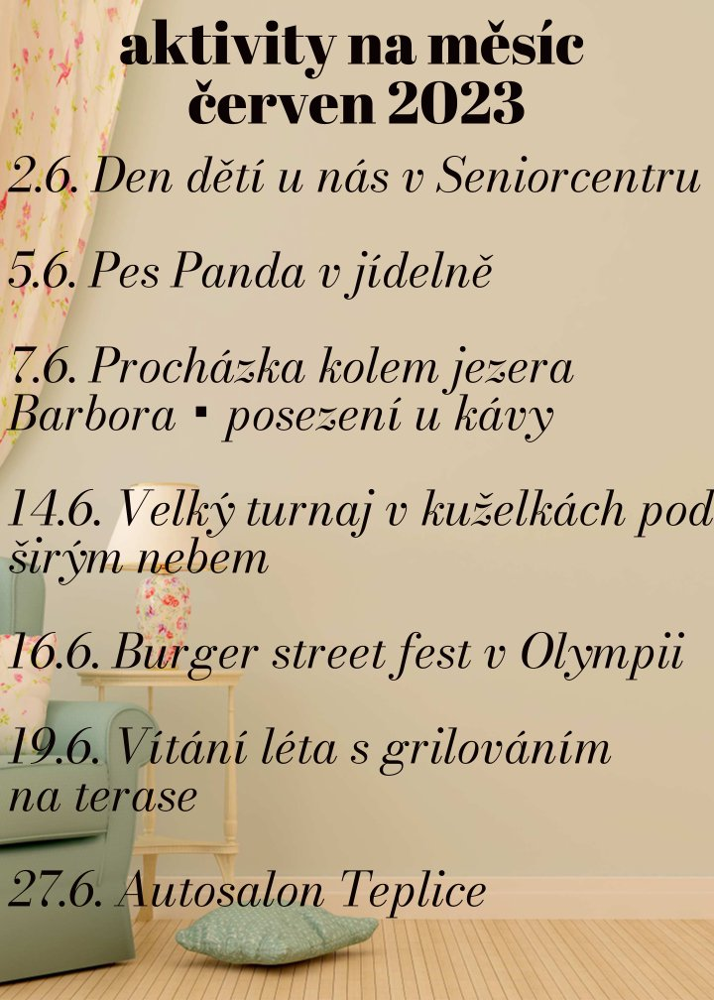 aktivity na měsíc
červen 2023
2.6. Den dětí u nás v Seniorcentru
5.6. Pes Panda v jídelně
7.6. Procházka kolem jezera
Barbora ▪ posezení u kávy
14.6. Velký turnaj v kuželkách pod
širým nebem
16.6. Burger street fest v Olympii
19.6. Vítání léta s grilováním
na terase
27.6. Autosalon Teplice